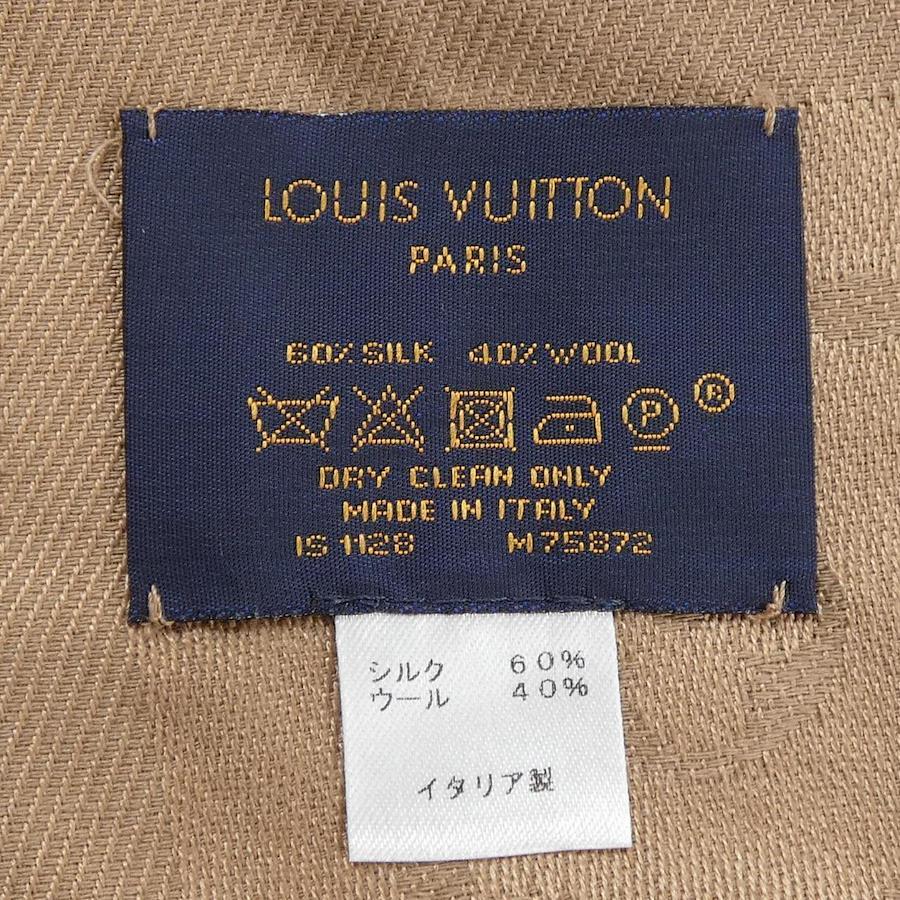 LOUIS VUITTON
PARIS
60% SILK 40% WOOL
P ®
DRY CLEAN ONLY
MADE IN ITALY
IS 1128 M75872
シルク 60%
ウール 40%
イタリア製